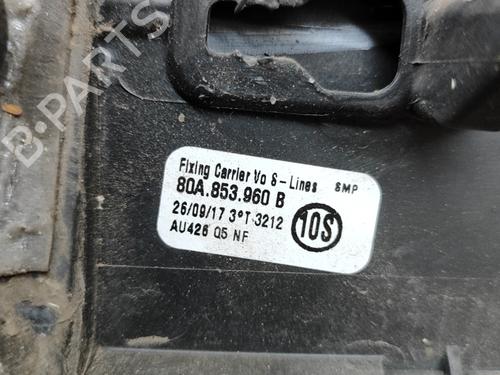 B-PARTS
Fixing Carrier Vo S-Lines SMP
80A.853.960 B
26/09/17 3°T 3212
10S
AU426 Q5 NF